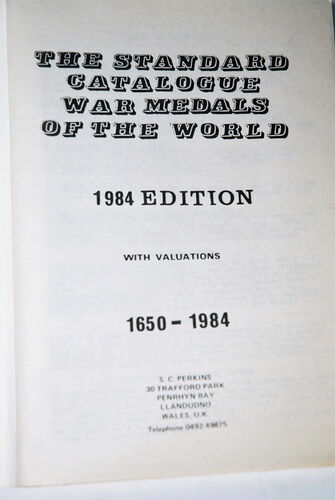 THE STANDARD
CATALOGUE
WAR MEDALS
OF THE WORLD
1984 EDITION
WITH VALUATIONS
1650 - 1984
S. C. PERKINS
30 TRAFFORD PARK
PENRHYN BAY
LLANDUDNO
WALES, U.K.
Telephone 0492-49875